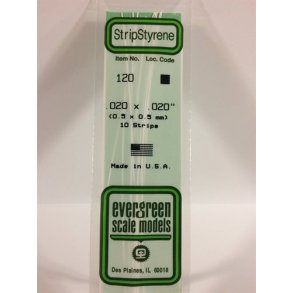 StripStyrene
Item No. Loc. Code
120
.020 x .020"
(0.5 x 0.5 mm)
10 Strips
Made in U.S.A.
evergreen
scale models
Des Plaines, IL 60018